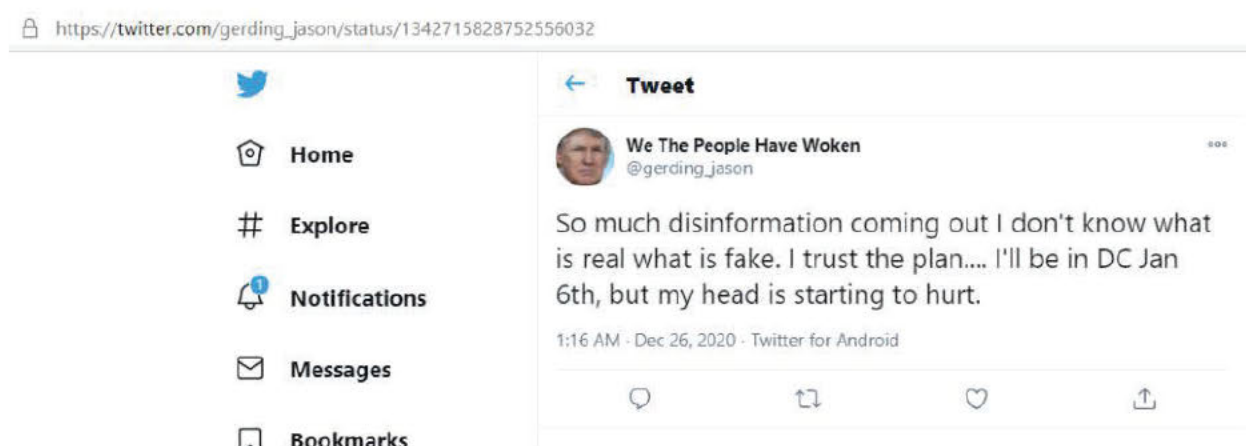 https://twitter.com/gerding_jason/status/1342715828752556032
Tweet
We The People Have Woken
@gerding_jason
Home
Explore
1
Notifications
Messages
Bookmarks
So much disinformation coming out I don't know what
is real what is fake. I trust the plan.... I'll be in DC Jan
6th, but my head is starting to hurt.
1:16 AM · Dec 26, 2020 · Twitter for Android